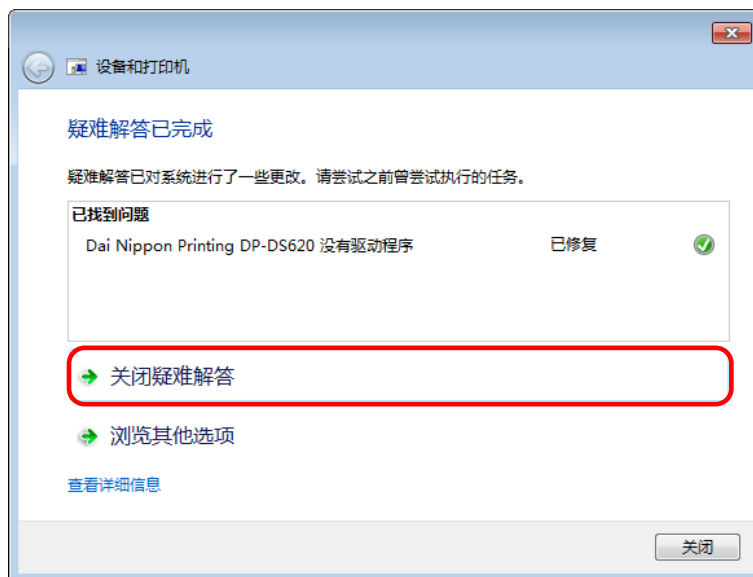 设备和打印机
疑难解答已完成
疑难解答已对系统进行了一些更改。请尝试之前曾尝试执行的任务。
已找到问题
Dai Nippon Printing DP-DS620 没有驱动程序 已修复
关闭疑难解答
浏览其他选项
查看详细信息
关闭